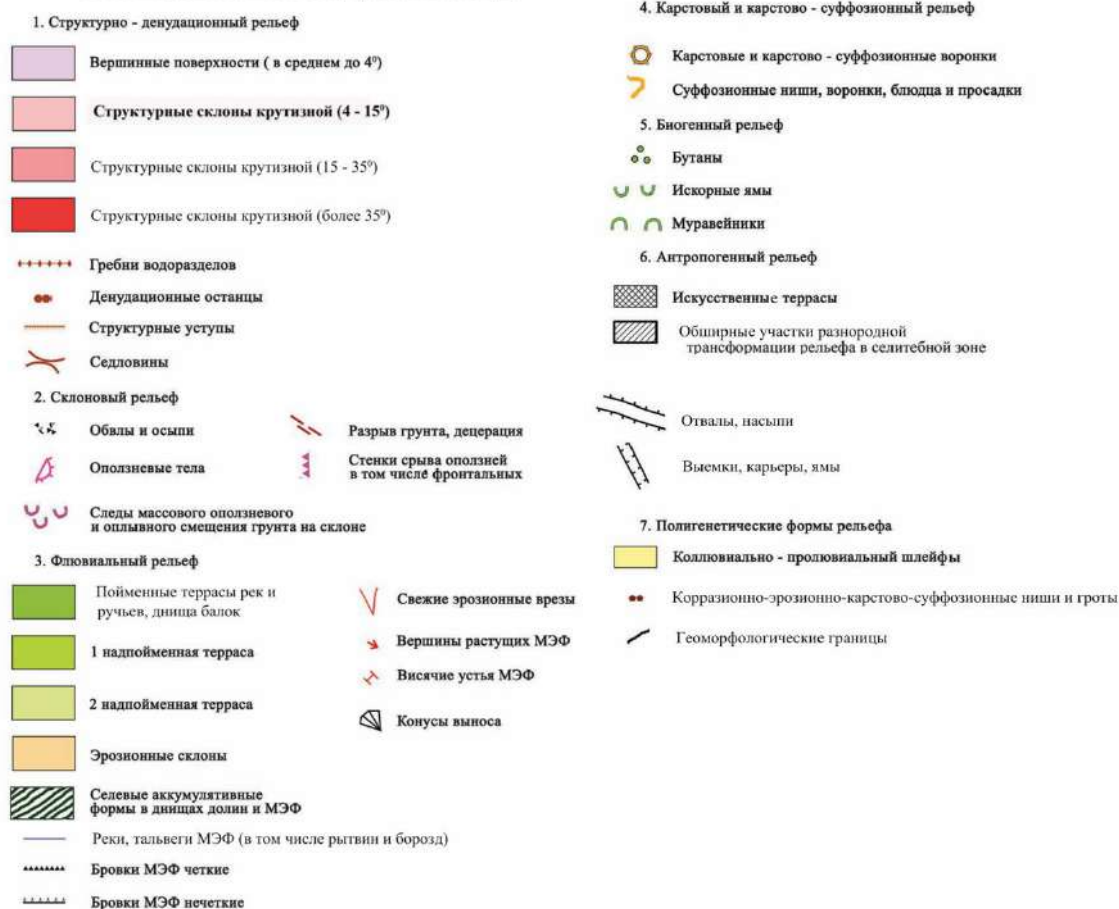 1. Структурно - денудационный рельеф
Вершинные поверхности ( в среднем до 4⁰)
Структурные склоны крутизной (4 - 15⁰)
Структурные склоны крутизной (15 - 35⁰)
Структурные склоны крутизной (более 35⁰)
Гребни водоразделов
Денудационные останцы
Структурные уступы
Седловины
2. Склоновый рельеф
Обвлы и осыпи
Оползневые тела
Следы массового оползневого
и оплывного смещения грунта на склоне
Разрыв грунта, децерация
Стенки срыва оползней
в том числе фронтальных
3. Флювиальный рельеф
Пойменные террасы рек и
ручьев, днища балок
1 надпойменная терраса
2 надпойменная терраса
Эрозионные склоны
Селевые аккумулятивные
формы в днищах долин и МЭФ
Реки, тальвеги МЭФ (в том числе рытвин и борозд)
Бровки МЭФ четкие
Бровки МЭФ нечеткие
Свежие эрозионные врезы
Вершины растущих МЭФ
Висячие устья МЭФ
Конусы выноса
4. Карстовый и карстово - суффозионный рельеф
Карстовые и карстово - суффозионные воронки
Суффозионные ниши, воронки, блюдца и просадки
5. Биогенный рельеф
Бутаны
Искорные ямы
Муравейники
6. Антропогенный рельеф
Искусственные террасы
Обширные участки разнородной
трансформации рельефа в селитебной зоне
Отвалы, насыпи
Выемки, карьеры, ямы
7. Полигенетические формы рельефа
Коллювиально - пролювиальный шлейфы
Корразионно-эрозионно-карстово-суффозионные ниши и гроты
Геоморфологические границы